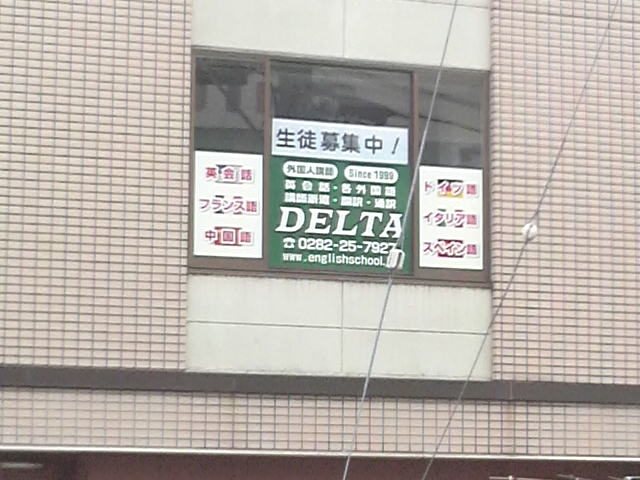 生徒募集中!
英会話
フランス語
中国語
外国人講師 Since 1999
英会話・各外国語
講師派遣・翻訳・通訳
DELTA
☎0282-25-7927
www.englishschool.
ドイツ語
イタリア語
スペイン語